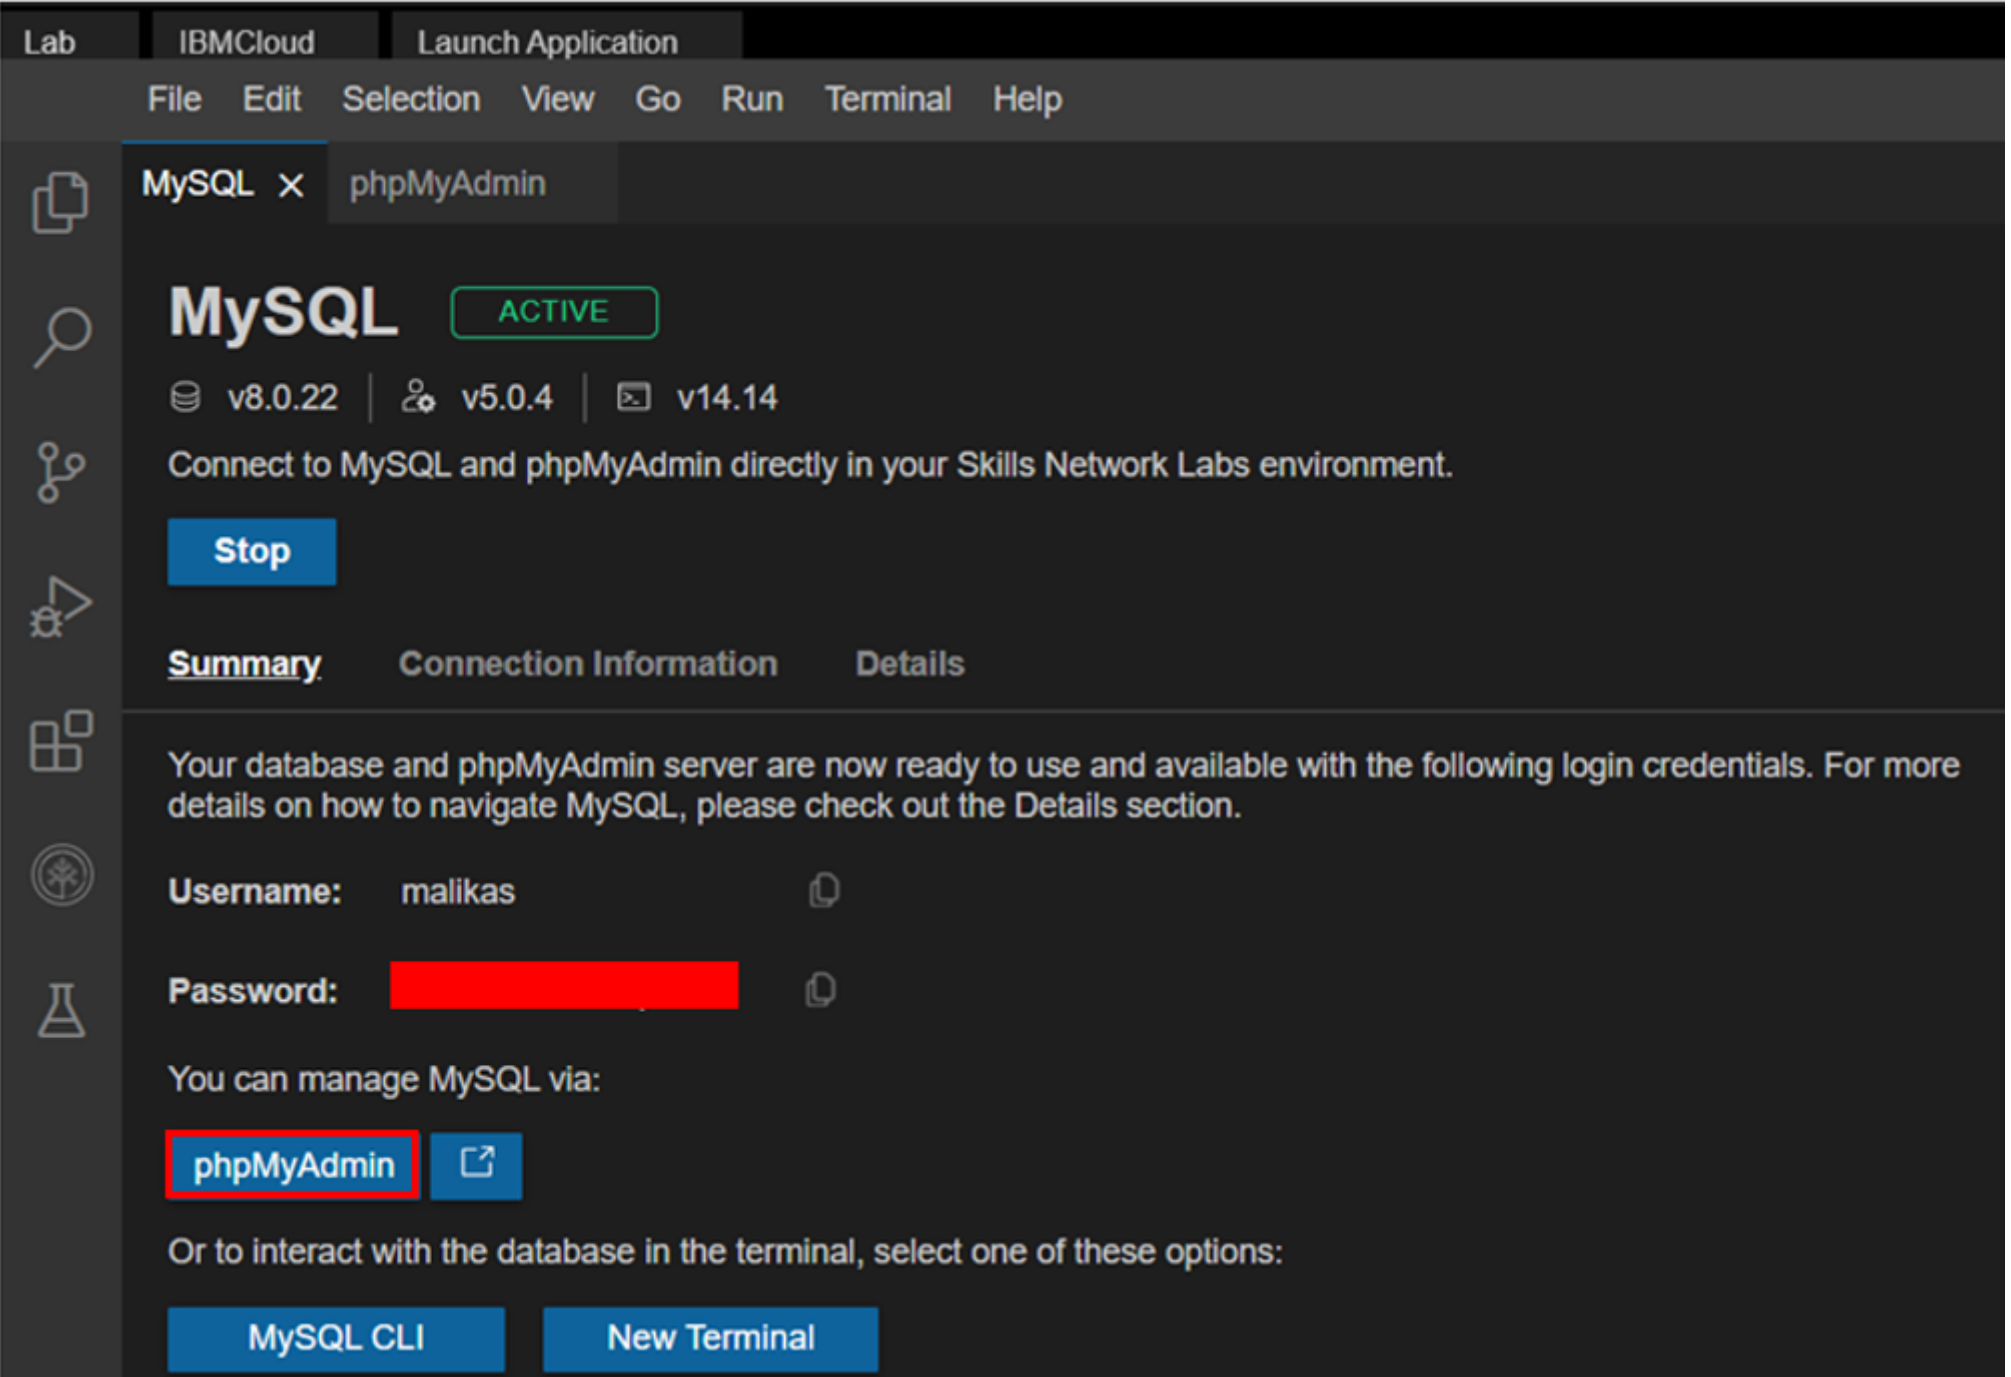 Lab IBMCloud Launch Application
File Edit Selection View Go Run Terminal Help
MySQL phpMyAdmin
MySQL ACTIVE
v8.0.22 v5.0.4 v14.14
Connect to MySQL and phpMyAdmin directly in your Skills Network Labs environment.
Stop
Summary Connection Information Details
Your database and phpMyAdmin server are now ready to use and available with the following login credentials. For more
details on how to navigate MySQL, please check out the Details section.
Username: malikas
Password:
You can manage MySQL via:
phpMyAdmin
Or to interact with the database in the terminal, select one of these options:
MySQL CLI New Terminal